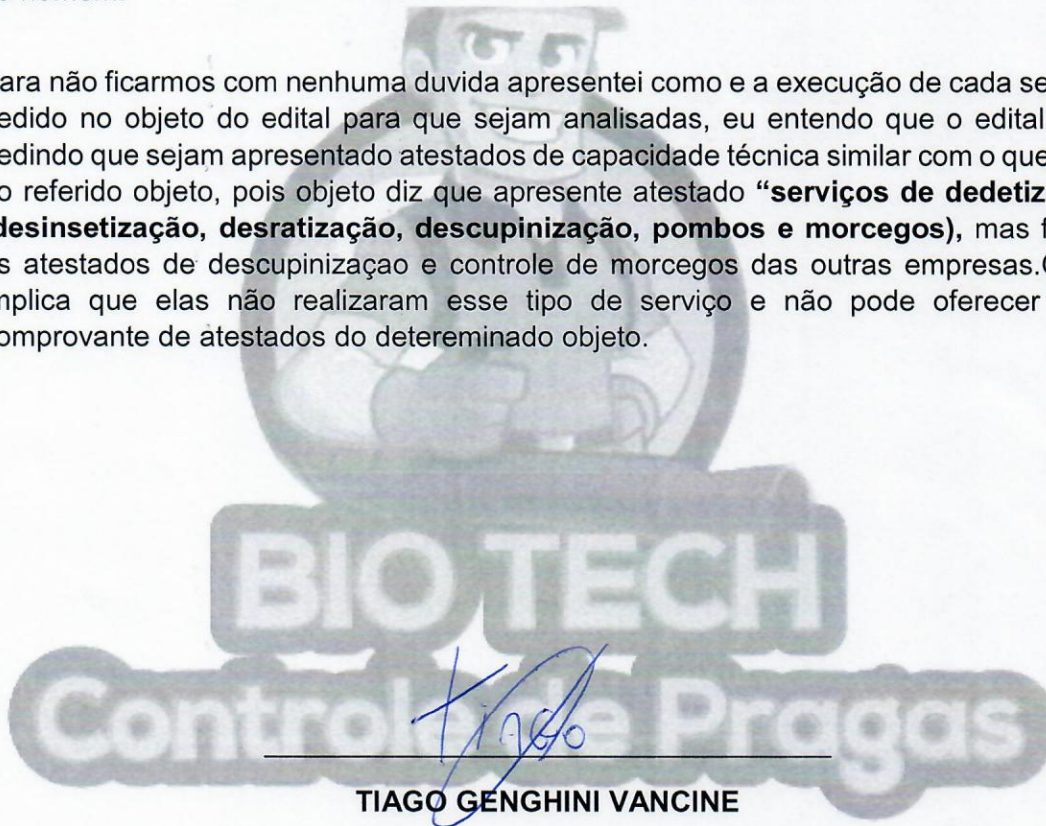 ara não ficarmos com nenhuma duvida apresentei como e a execução de cada se
edido no objeto do edital para que sejam analisadas, eu entendo que o edital
edindo que sejam apresentado atestados de capacidade técnica similar com o que
o referido objeto, pois objeto diz que apresente atestado “serviços de dedetiz
desinsetização, desratização, descupinização, pombos e morcegos), mas f
s atestados de descupinizaçao e controle de morcegos das outras empresas.
mplica que elas não realizaram esse tipo de serviço e não pode oferecer
omprovante de atestados do detereminado objeto.
BIO TECH
Controle de Pragas
Tiago
TIAGO GENGHINI VANCINE